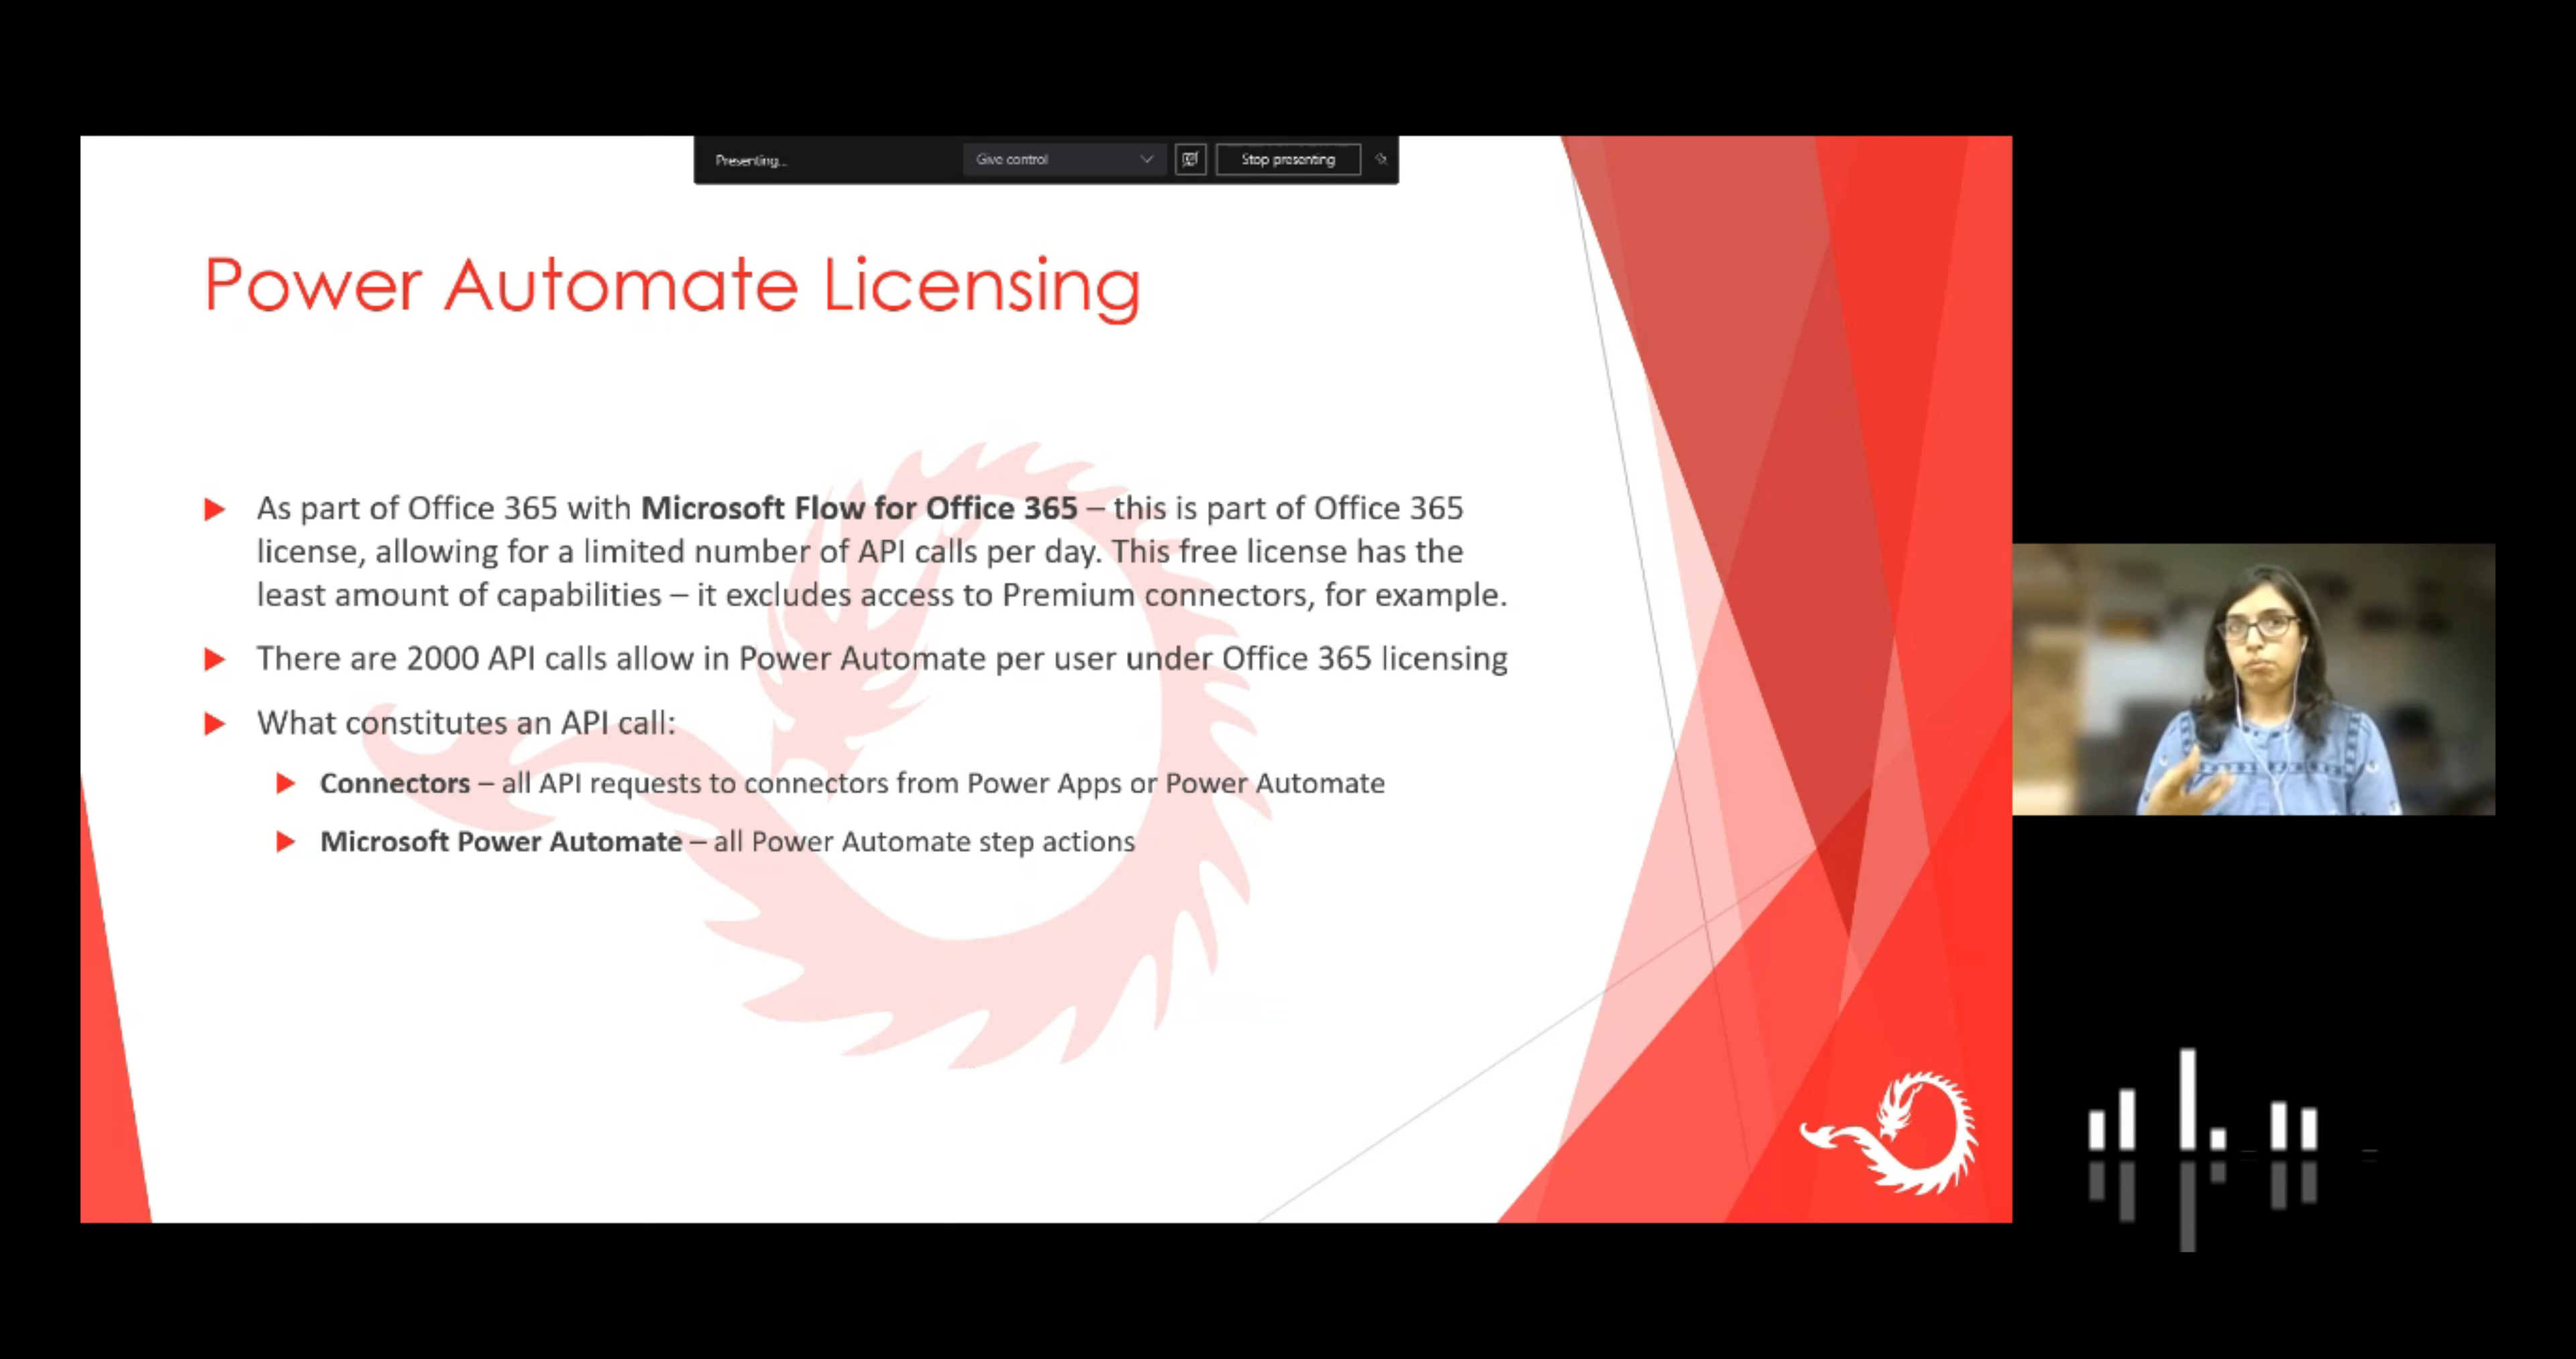 Presenting...
Give control
Stop presenting
Power Automate Licensing
As part of Office 365 with Microsoft Flow for Office 365 – this is part of Office 365
license, allowing for a limited number of API calls per day. This free license has the
least amount of capabilities – it excludes access to Premium connectors, for example.
There are 2000 API calls allow in Power Automate per user under Office 365 licensing
What constitutes an API call:
Connectors – all API requests to connectors from Power Apps or Power Automate
Microsoft Power Automate – all Power Automate step actions